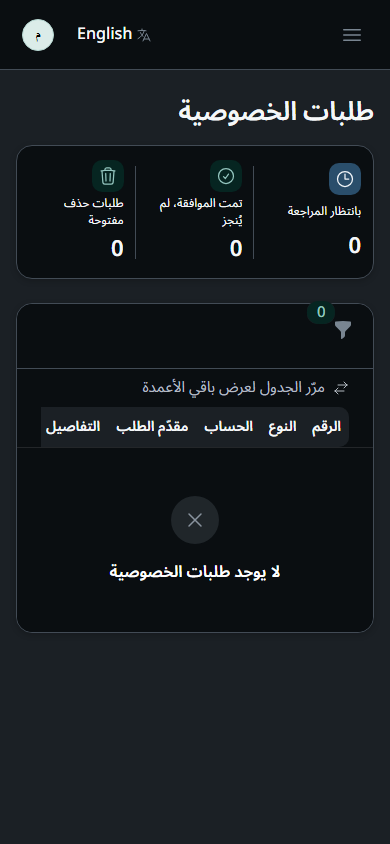 م
English
طلبات الخصوصية
بانتظار المراجعة
0
تمت الموافقة، لم
يُنجز
0
طلبات حذف
مفتوحة
0
0
مرّر الجدول لعرض باقي الأعمدة
الرقم النوع الحساب مقدّم الطلب التفاصيل
لا يوجد طلبات الخصوصية